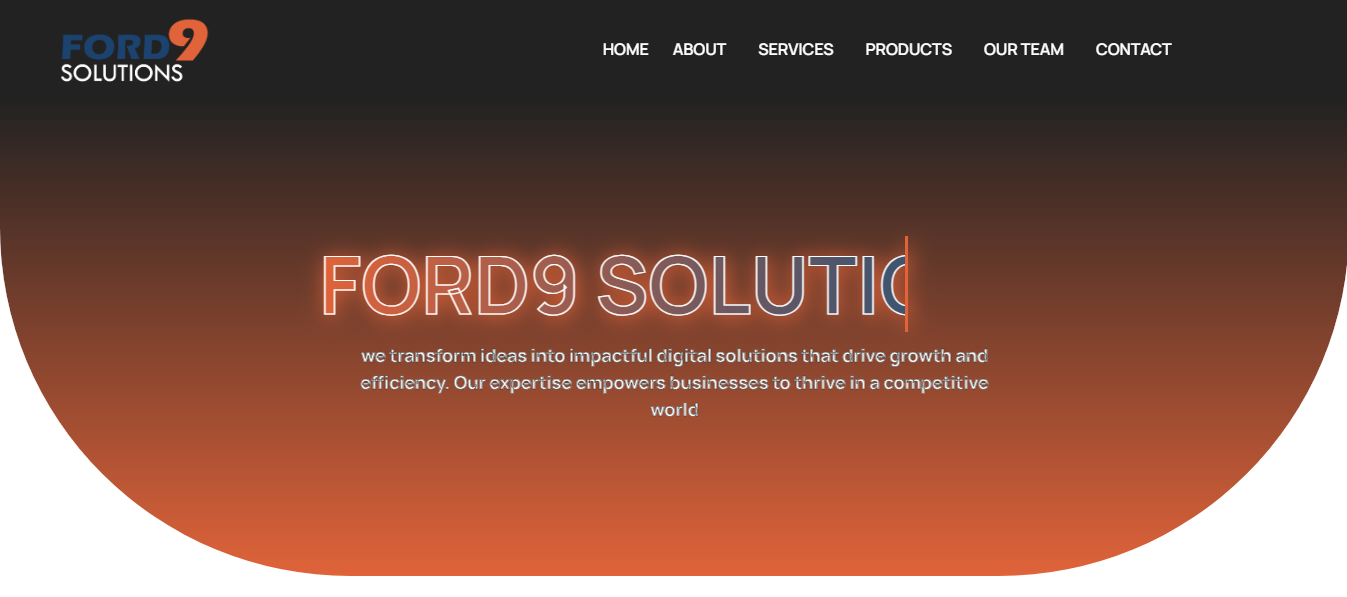 FORD9
SOLUTIONS
HOME ABOUT SERVICES PRODUCTS OUR TEAM CONTACT
FORD9 SOLUTIO
we transform ideas into impactful digital solutions that drive growth and
efficiency. Our expertise empowers businesses to thrive in a competitive
world